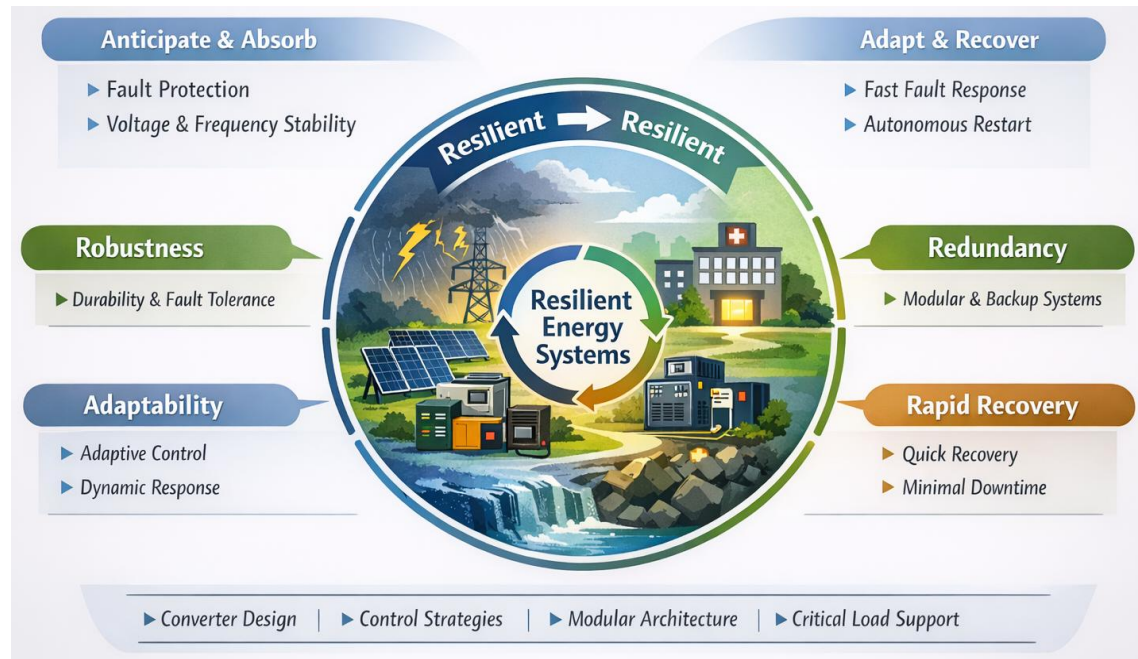 Anticipate & Absorb
Fault Protection
Voltage & Frequency Stability
Adapt & Recover
Fast Fault Response
Autonomous Restart
Resilient → Resilient
Robustness
Durability & Fault Tolerance
Redundancy
Modular & Backup Systems
Resilient
Energy
Systems
Adaptability
Adaptive Control
Dynamic Response
Rapid Recovery
Quick Recovery
Minimal Downtime
Converter Design | Control Strategies | Modular Architecture | Critical Load Support